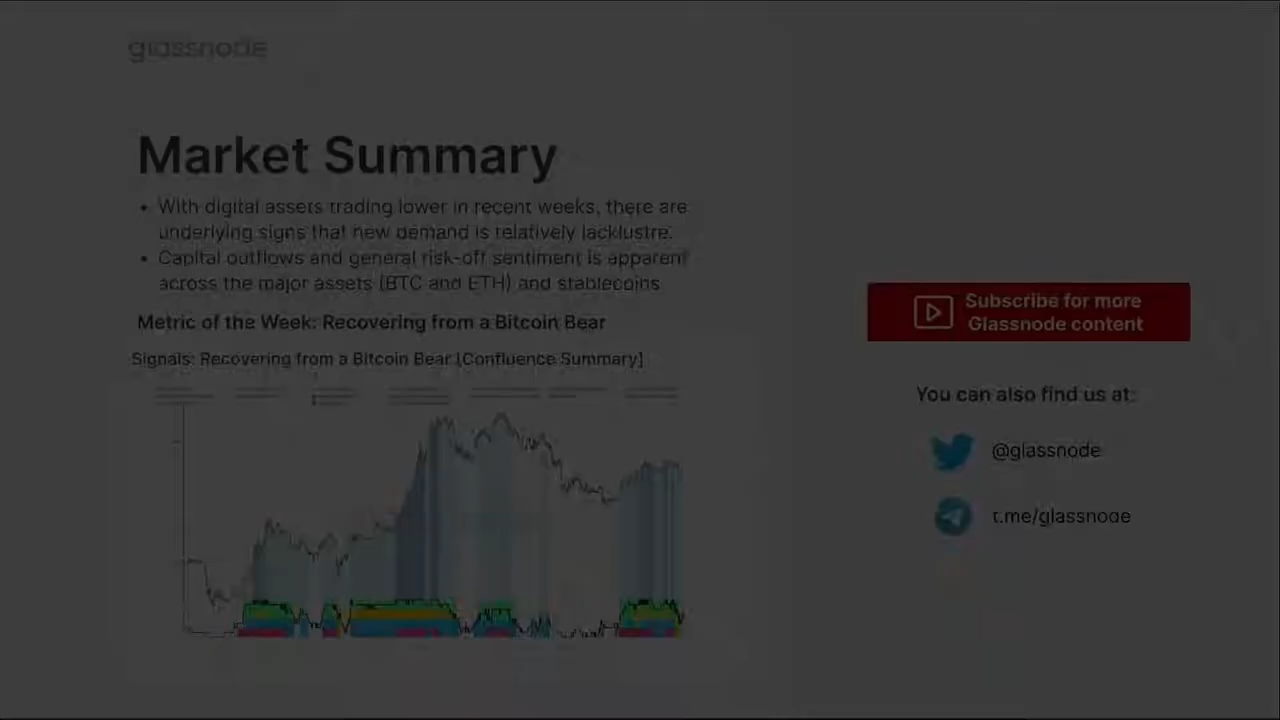 glassnode
Market Summary
• With digital assets trading lower in recent weeks, there are
underlying signs that new demand is relatively lacklustre.
• Capital outflows and general risk-off sentiment is apparent
across the major assets (BTC and ETH) and stablecoins
Metric of the Week: Recovering from a Bitcoin Bear
Signals: Recovering from a Bitcoin Bear [Confluence Summary]
Subscribe for more
Glassnode content
You can also find us at:
@glassnode
t.me/glassnode